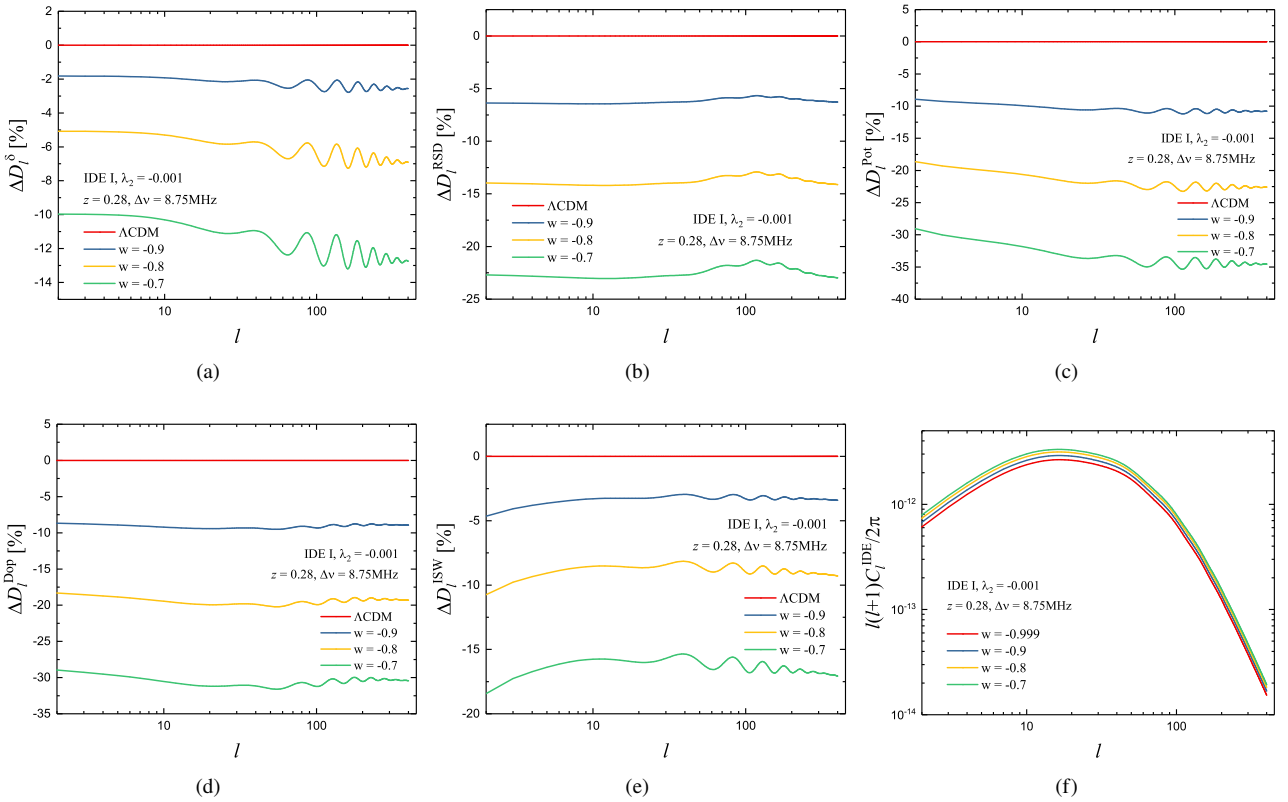 2
0
-2
-4
-6
-8
-10
-12
-14
ΔD_l^δ [%]
IDE I, λ₂ = -0.001
z = 0.28, Δν = 8.75MHz
ΛCDM
w = -0.9
w = -0.8
w = -0.7
10
100
l
(a)
0
-5
-10
-15
-20
-25
ΔD_l^RSD [%]
ΛCDM
w = -0.9
w = -0.8
w = -0.7
IDE I, λ₂ = -0.001
z = 0.28, Δν = 8.75MHz
10
100
l
(b)
5
0
-5
-10
-15
-20
-25
-30
-35
-40
ΔD_l^Pot [%]
IDE I, λ₂ = -0.001
z = 0.28, Δν = 8.75MHz
ΛCDM
w = -0.9
w = -0.8
w = -0.7
10
100
l
(c)
5
0
-5
-10
-15
-20
-25
-30
-35
ΔD_l^Dop [%]
IDE I, λ₂ = -0.001
z = 0.28, Δν = 8.75MHz
ΛCDM
w = -0.9
w = -0.8
w = -0.7
10
100
l
(d)
0
-5
-10
-15
-20
ΔD_l^ISW [%]
IDE I, λ₂ = -0.001
z = 0.28, Δν = 8.75MHz
ΛCDM
w = -0.9
w = -0.8
w = -0.7
10
100
l
(e)
10⁻¹²
10⁻¹³
10⁻¹⁴
l(l+1)C_l^IDE/2π
IDE I, λ₂ = -0.001
z = 0.28, Δν = 8.75MHz
w = -0.999
w = -0.9
w = -0.8
w = -0.7
10
100
l
(f)